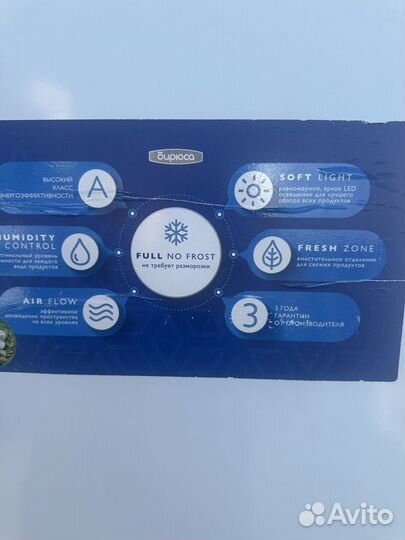 бирюса
ВЫСОКИЙ
КЛАСС
ЭНЕРГОЭФФЕКТИВНОСТИ
A
SOFT LIGHT
равномерное, яркое LED
освещение для лучшего
обзора всех продуктов
HUMIDITY
CONTROL
оптимальный уровень
влажности для каждого
вида продуктов
FULL NO FROST
не требует разморозки
FRESH ZONE
вместительное отделение
для свежих продуктов
AIR FLOW
эффективное
охлаждение пространства
на всех уровнях
3
3 ГОДА
ГАРАНТИИ
ОТ ПРОИЗВОДИТЕЛЯ
Avito